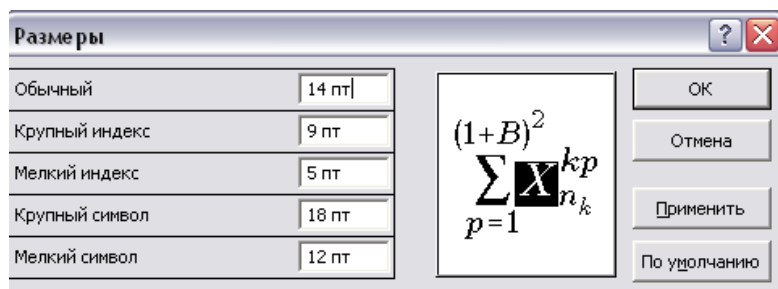 Размеры
Обычный 14 пт
Крупный индекс 9 пт
Мелкий индекс 5 пт
Крупный символ 18 пт
Мелкий символ 12 пт
(1+B)²
∑ X kp n k
p=1
ОК
Отмена
Применить
По умолчанию